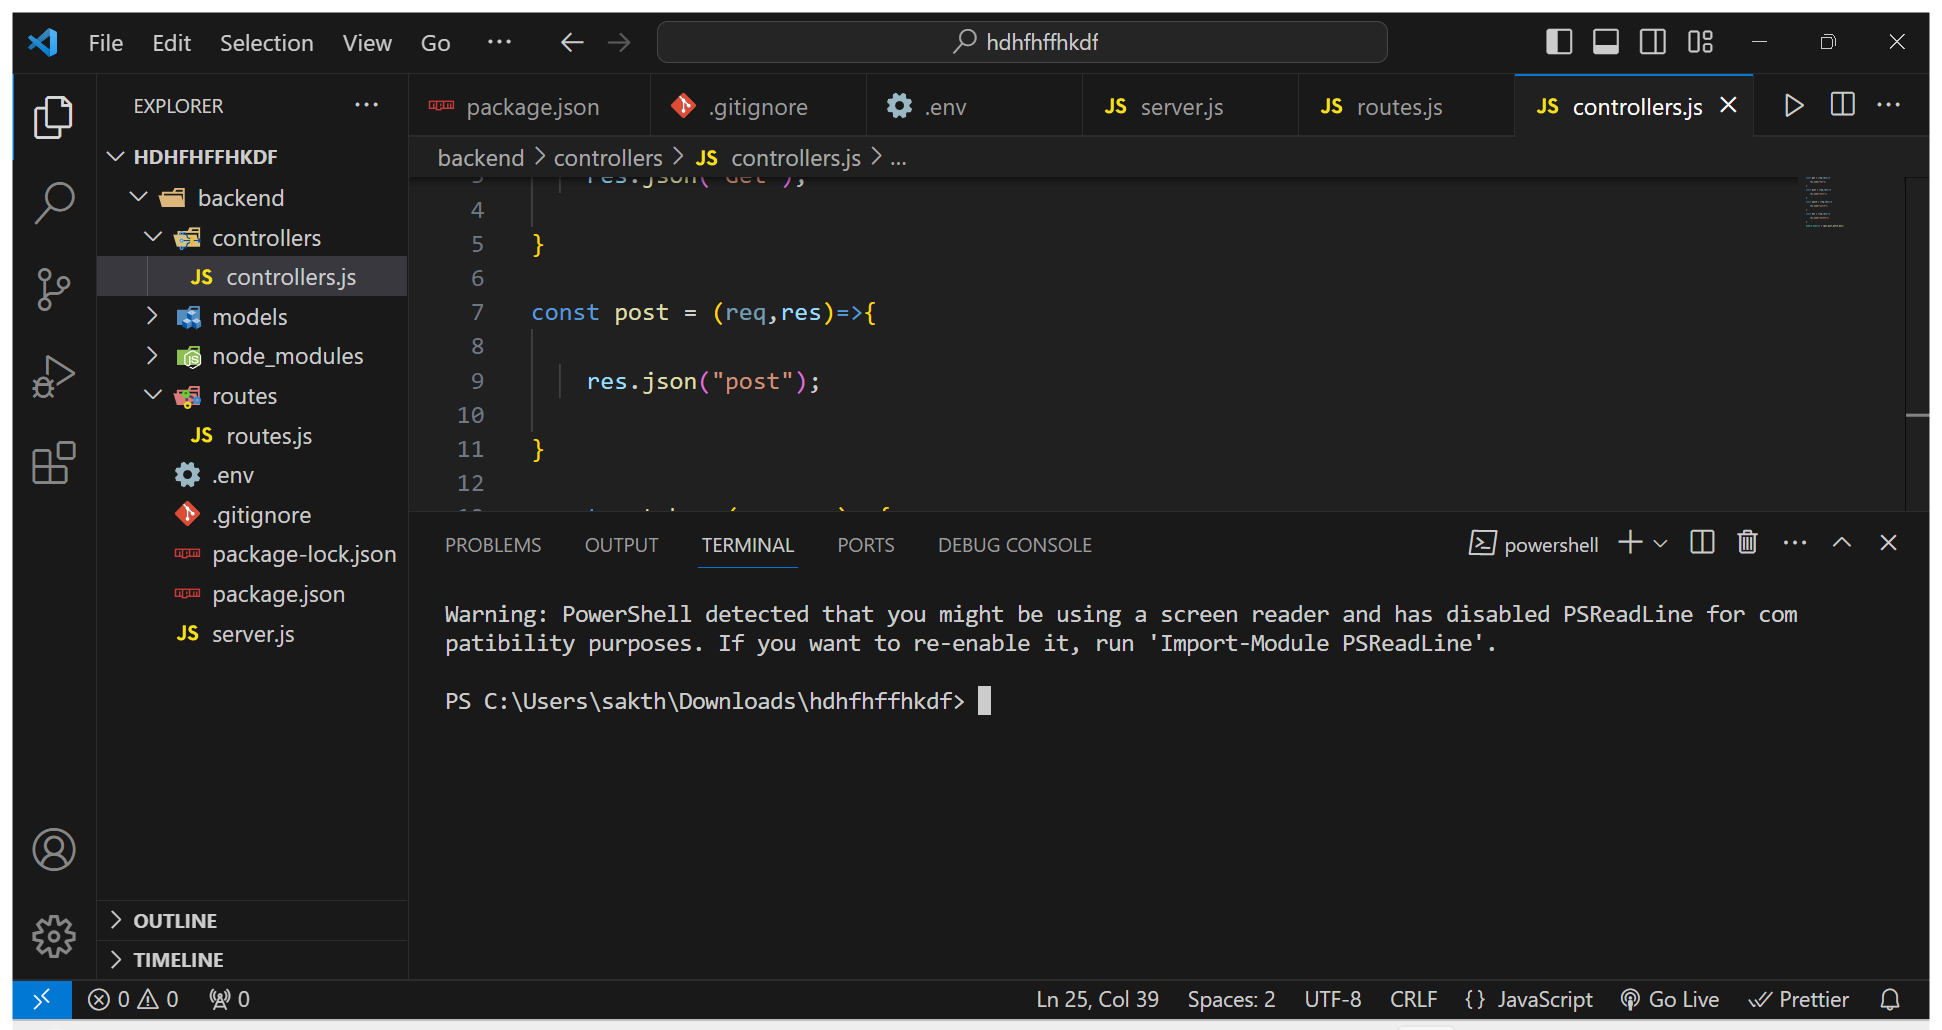 File Edit Selection View Go ··· hdhfhffhkdf
EXPLORER ···
package.json .gitignore .env JS server.js JS routes.js JS controllers.js ···
HDHFHFFHKDF
backend > controllers > JS controllers.js > ...
backend
controllers
JS controllers.js
models
node_modules
routes
JS routes.js
.env
.gitignore
package-lock.json
package.json
JS server.js
OUTLINE
TIMELINE
4
5 }
6
7 const post = (req,res)=>{
8
9 res.json("post");
10
11 }
12
PROBLEMS OUTPUT TERMINAL PORTS DEBUG CONSOLE powershell
Warning: PowerShell detected that you might be using a screen reader and has disabled PSReadLine for com
patibility purposes. If you want to re-enable it, run 'Import-Module PSReadLine'.
PS C:\Users\sakth\Downloads\hdhfhffhkdf>
0 0 0 Ln 25, Col 39 Spaces: 2 UTF-8 CRLF {} JavaScript Go Live Prettier